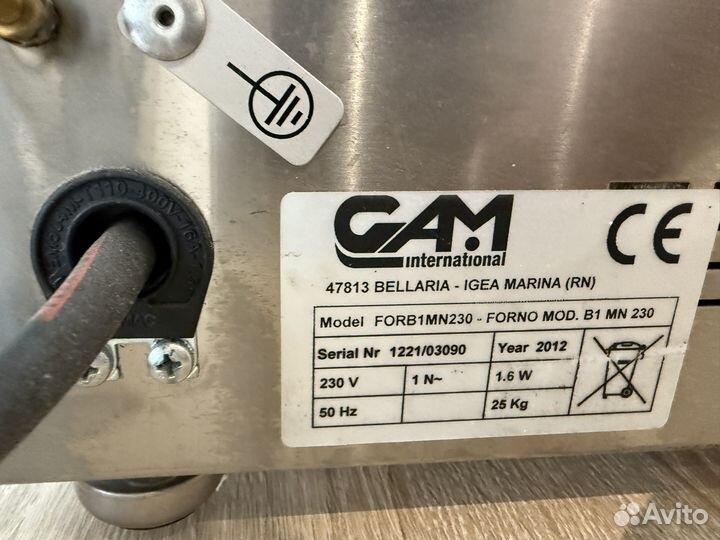 GAM
international
CE
47813 BELLARIA - IGEA MARINA (RN)
Model FORB1MN230 - FORNO MOD. B1 MN 230
Serial Nr 1221/03090 Year 2012
230 V 1 N~ 1.6 W
50 Hz 25 Kg
Avito